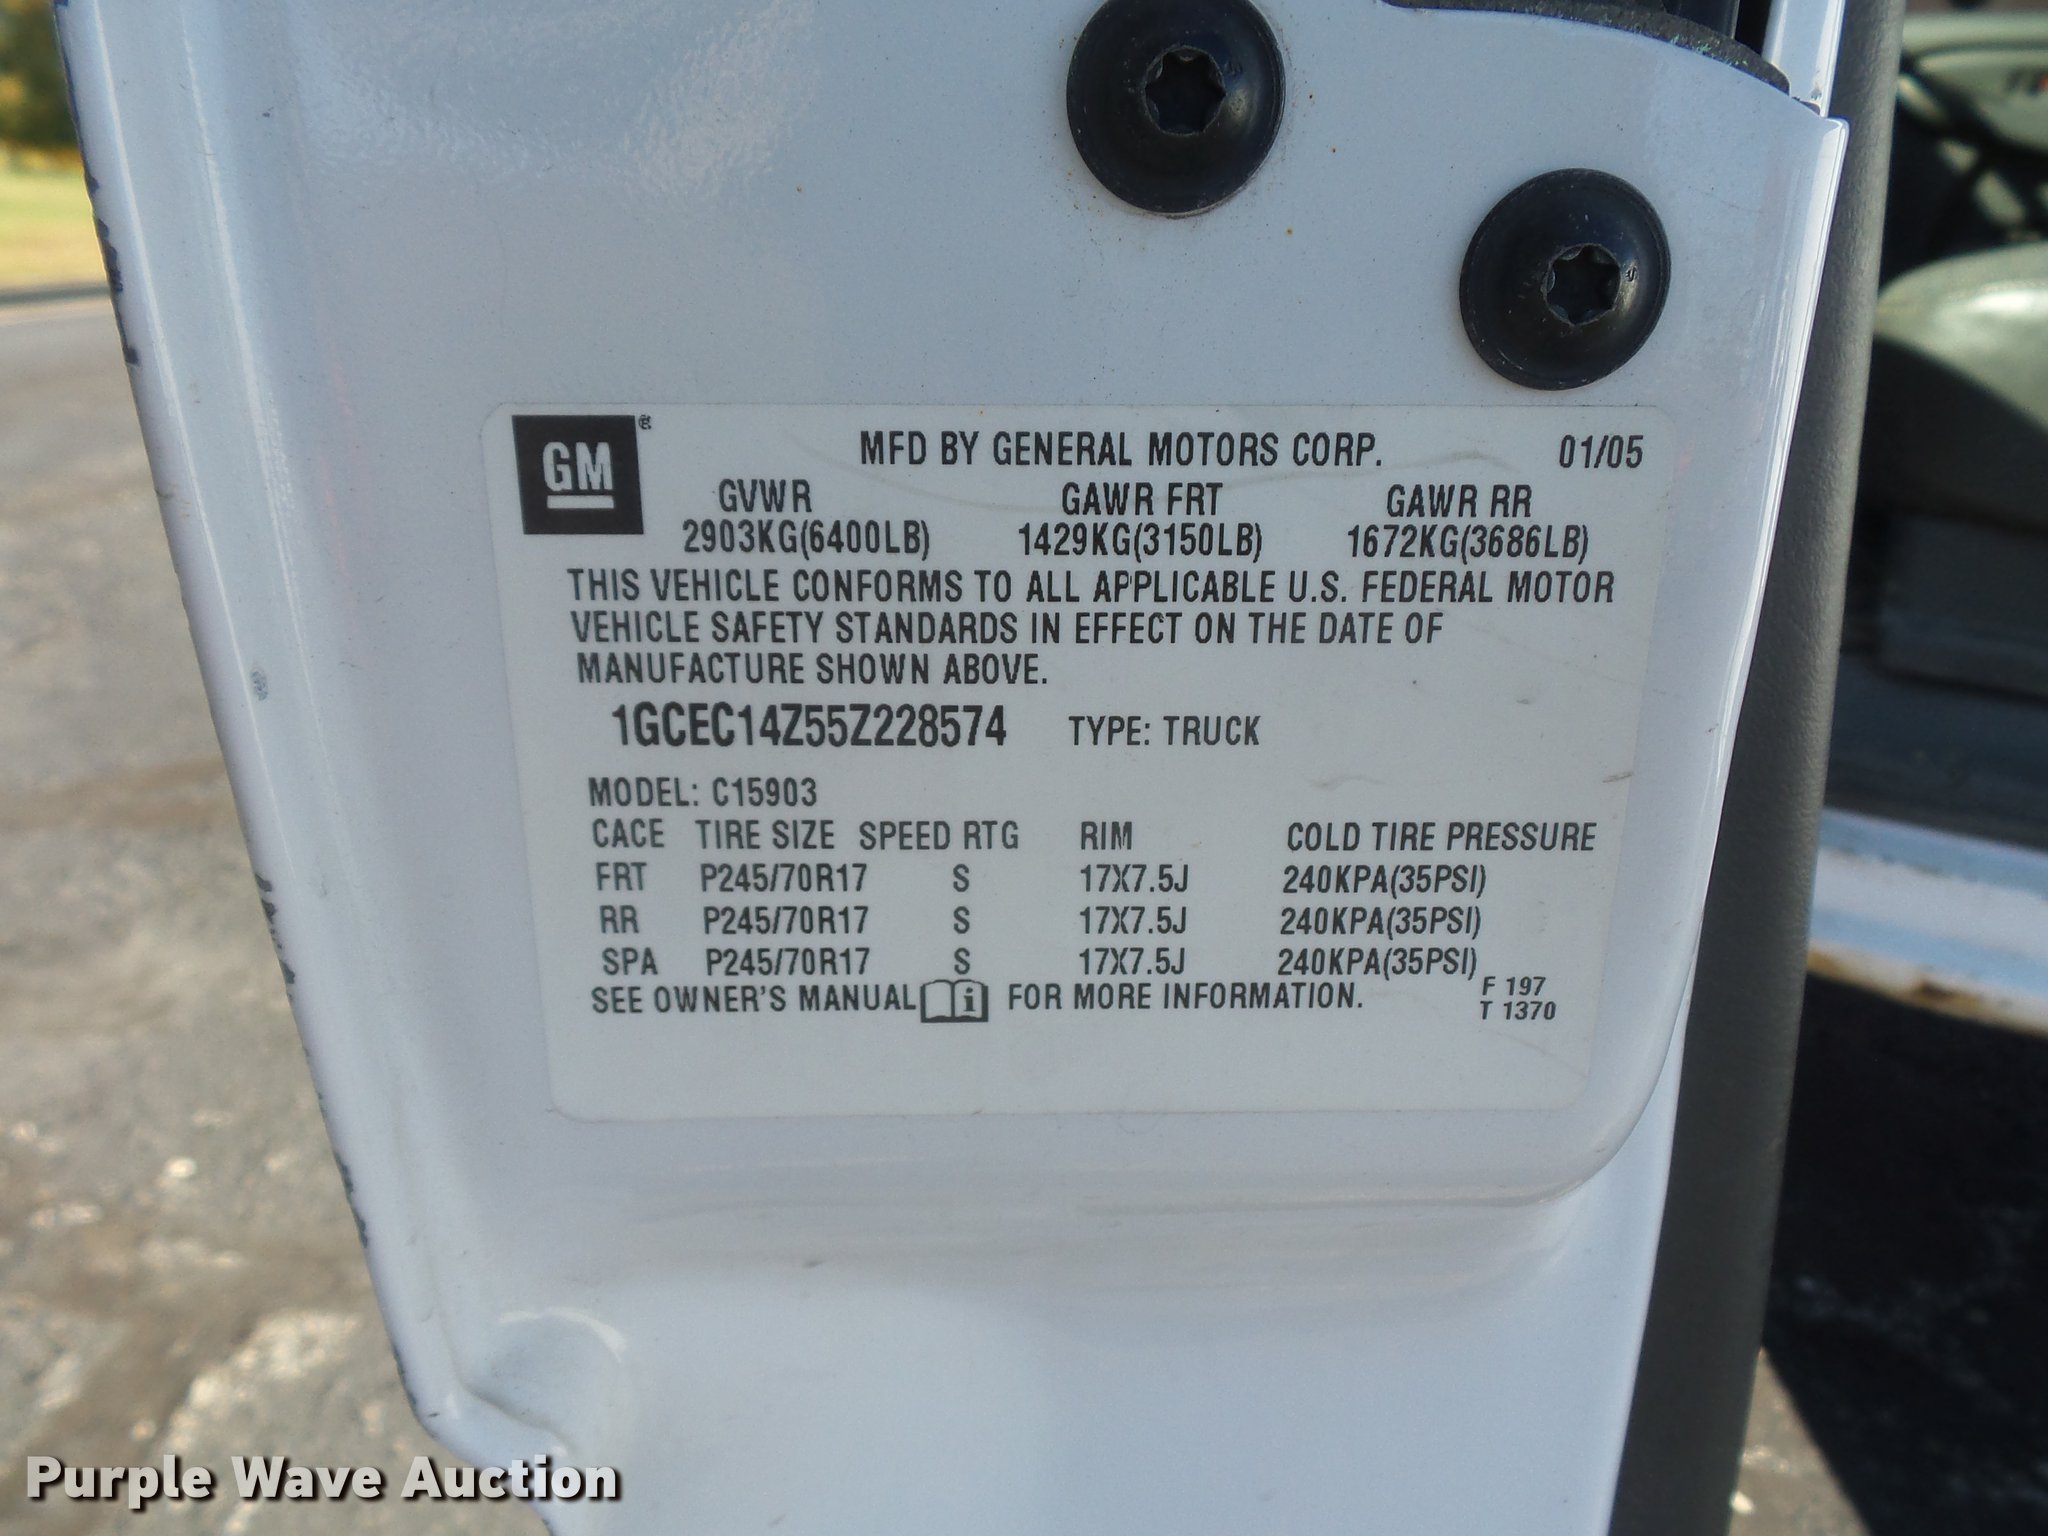 GM®
MFD BY GENERAL MOTORS CORP. 01/05
GVWR GAWR FRT GAWR RR
2903KG(6400LB) 1429KG(3150LB) 1672KG(3686LB)
THIS VEHICLE CONFORMS TO ALL APPLICABLE U.S. FEDERAL MOTOR
VEHICLE SAFETY STANDARDS IN EFFECT ON THE DATE OF
MANUFACTURE SHOWN ABOVE.
1GCEC14Z55Z228574 TYPE: TRUCK
MODEL: C15903
CACE TIRE SIZE SPEED RTG RIM COLD TIRE PRESSURE
FRT P245/70R17 S 17X7.5J 240KPA(35PSI)
RR P245/70R17 S 17X7.5J 240KPA(35PSI)
SPA P245/70R17 S 17X7.5J 240KPA(35PSI)
SEE OWNER'S MANUAL i FOR MORE INFORMATION.
F 197
T 1370
Purple Wave Auction